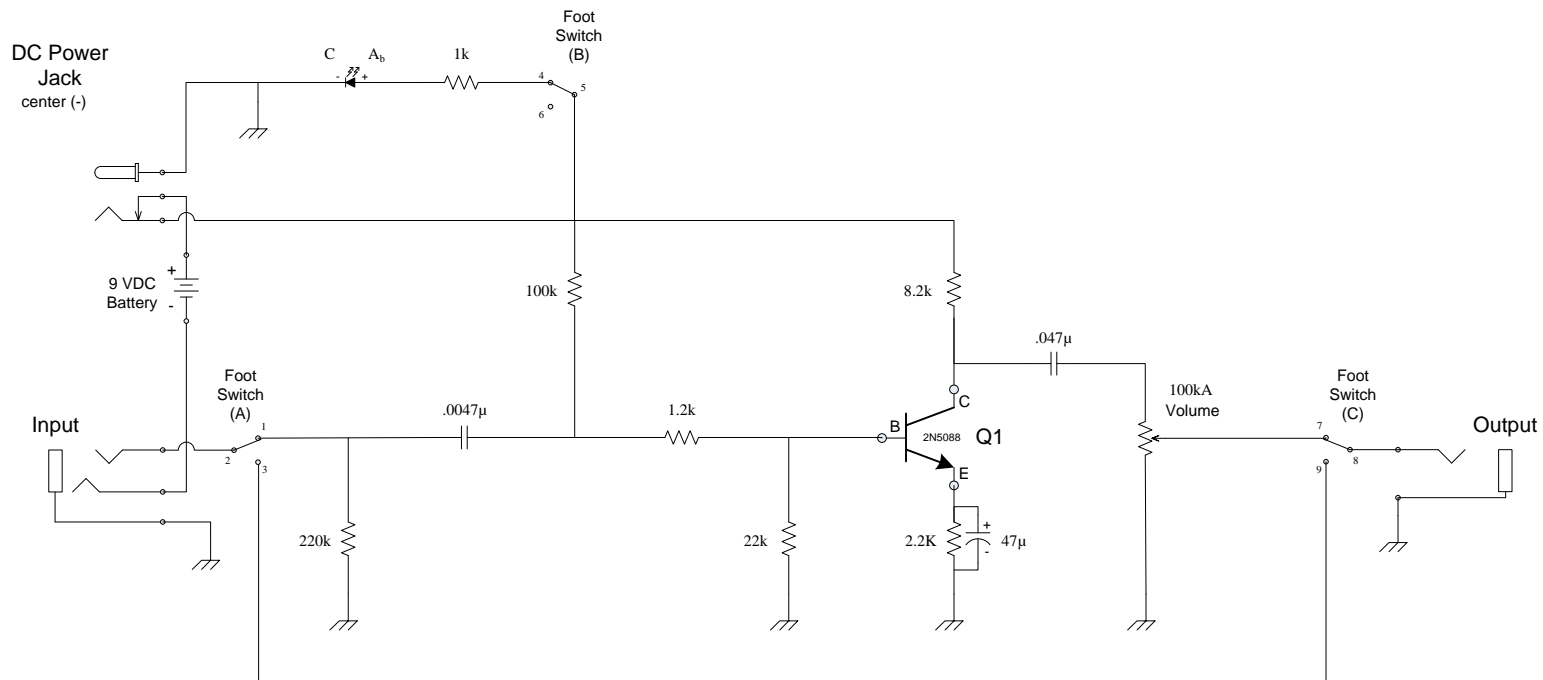 Foot
Switch
(B)
DC Power
Jack
center (-)
C
A_b
1k
- +
4
5
6
9 VDC
Battery
+
-
100k
8.2k
.047µ
Foot
Switch
(A)
.0047µ
1.2k
C
B
2N5088
Q1
E
100kA
Volume
Foot
Switch
(C)
Input
1
2
3
7
8
9
Output
220k
22k
2.2K
+
-
47µ